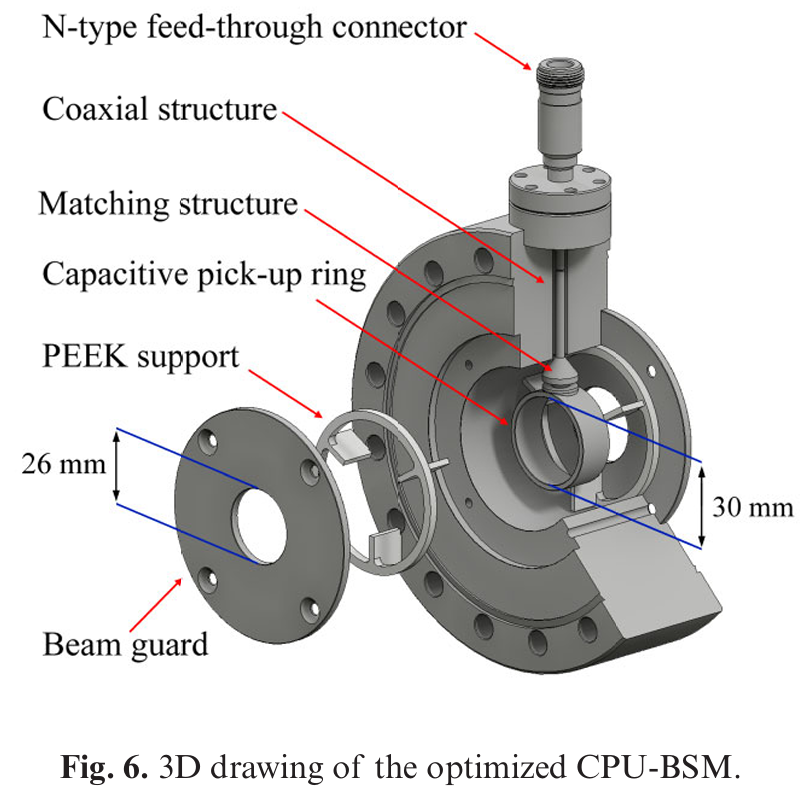 N-type feed-through connector
Coaxial structure
Matching structure
Capacitive pick-up ring
PEEK support
26 mm
30 mm
Beam guard
Fig. 6. 3D drawing of the optimized CPU-BSM.